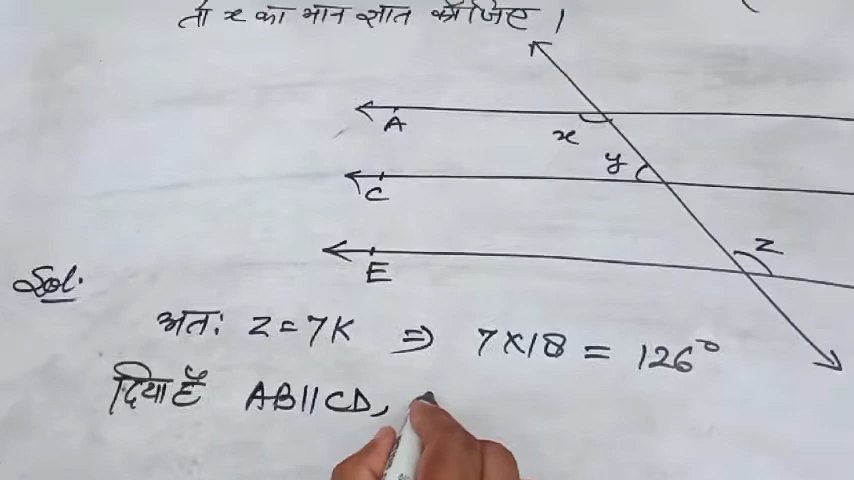 तो x का मान ज्ञात कीजिए ।
A
x
y
C
z
E
Sol.
अतः z = 7K ⇒ 7×18 = 126°
दिया है AB||CD,